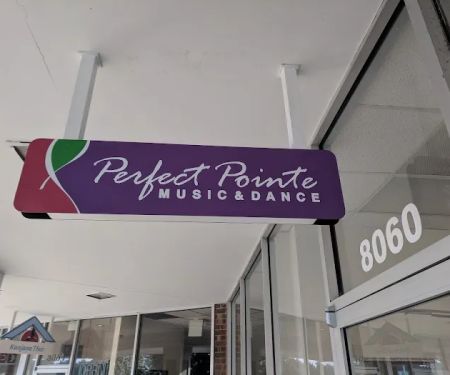 Perfect Pointe
MUSIC & DANCE
8060